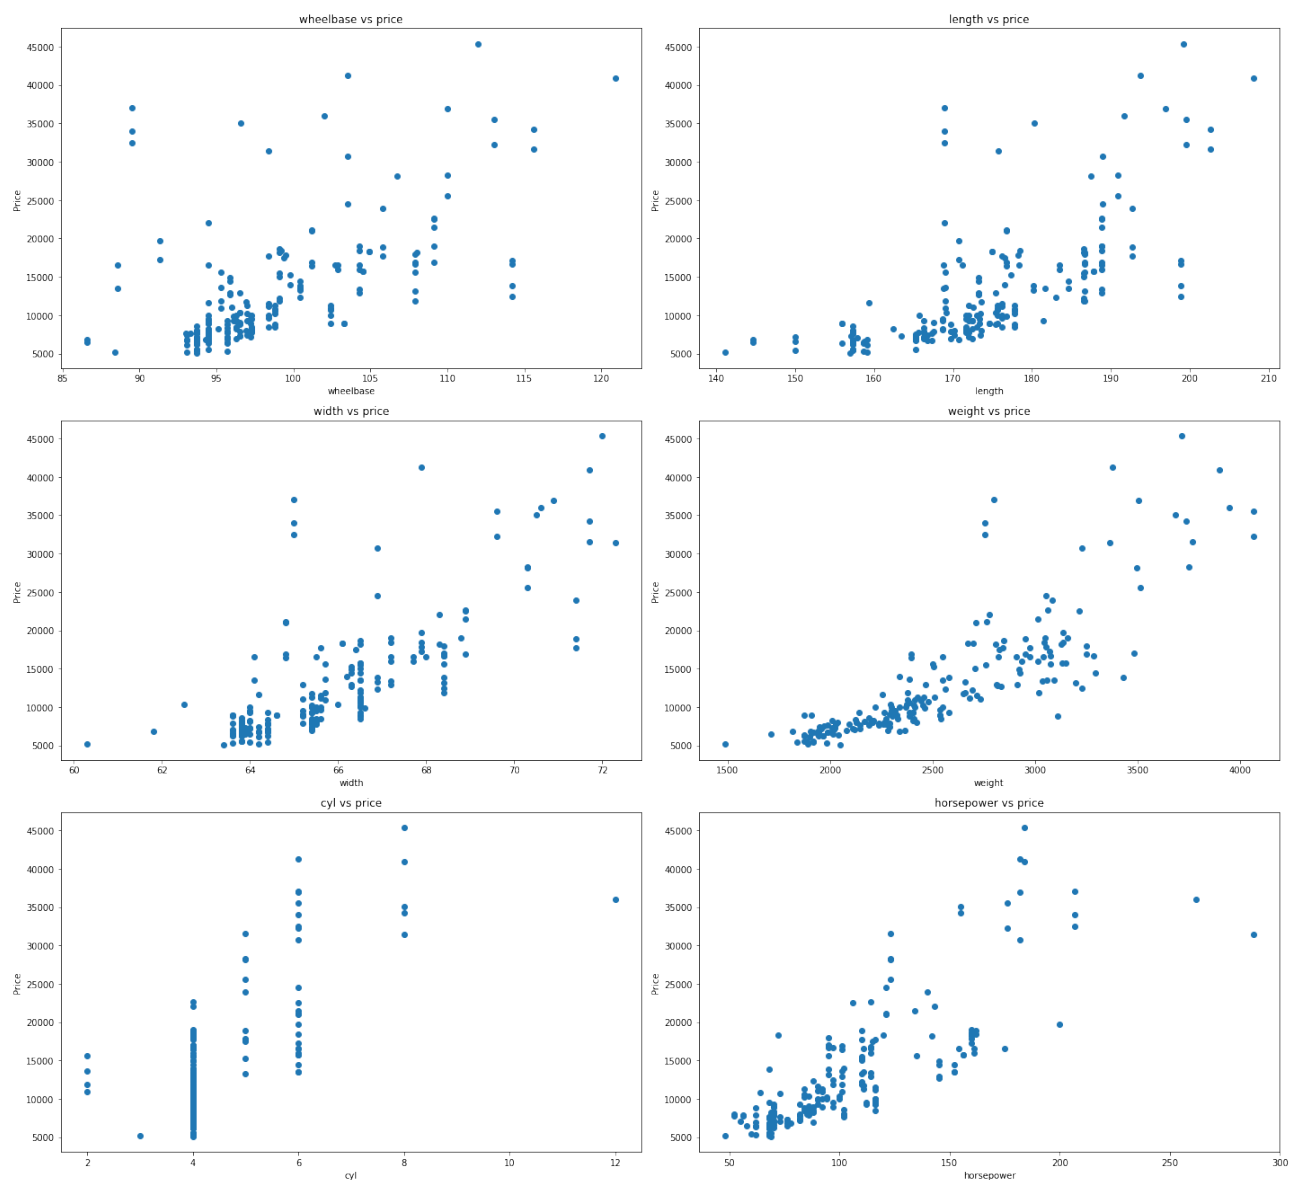 wheelbase vs price
45000
40000
35000
30000
25000
20000
15000
10000
5000
Price
85 90 95 100 105 110 115 120
wheelbase
length vs price
45000
40000
35000
30000
25000
20000
15000
10000
5000
Price
140 150 160 170 180 190 200 210
length
width vs price
45000
40000
35000
30000
25000
20000
15000
10000
5000
Price
60 62 64 66 68 70 72
width
weight vs price
45000
40000
35000
30000
25000
20000
15000
10000
5000
Price
1500 2000 2500 3000 3500 4000
weight
cyl vs price
45000
40000
35000
30000
25000
20000
15000
10000
5000
Price
2 4 6 8 10 12
cyl
horsepower vs price
45000
40000
35000
30000
25000
20000
15000
10000
5000
Price
50 100 150 200 250 300
horsepower